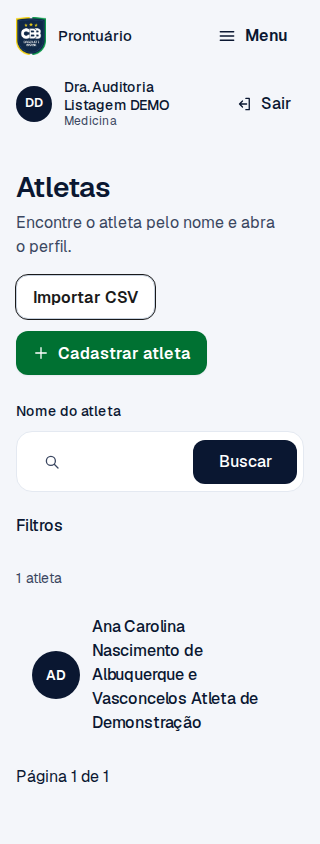 CBB
Prontuário
Menu
DD
Dra. Auditoria
Listagem DEMO
Medicina
Sair
Atletas
Encontre o atleta pelo nome e abra
o perfil.
Importar CSV
Cadastrar atleta
Nome do atleta
Buscar
Filtros
1 atleta
AD
Ana Carolina
Nascimento de
Albuquerque e
Vasconcelos Atleta de
Demonstração
Página 1 de 1